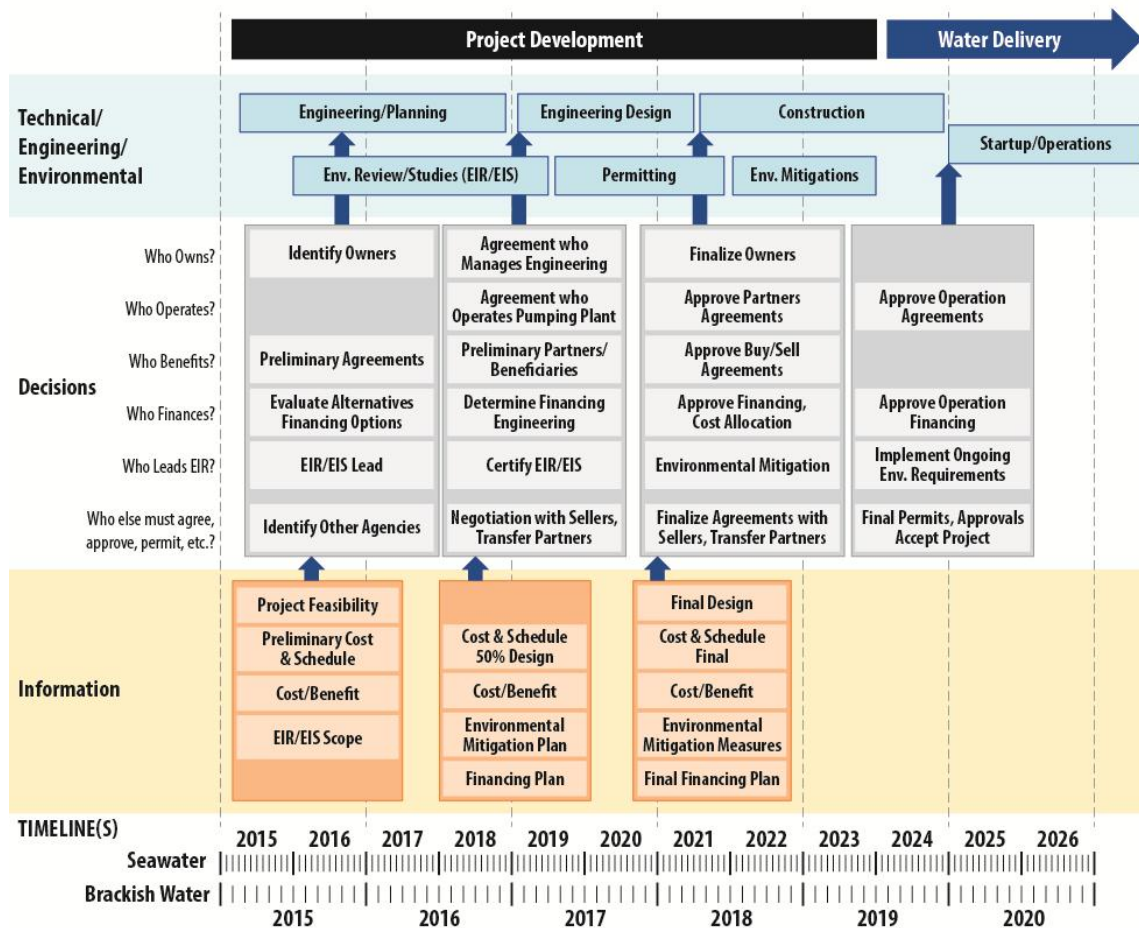 Project Development
Water Delivery
Technical/
Engineering/
Environmental
Engineering/Planning
Engineering Design
Construction
Startup/Operations
Env. Review/Studies (EIR/EIS)
Permitting
Env. Mitigations
Decisions
Who Owns?
Identify Owners
Agreement who
Manages Engineering
Finalize Owners
Who Operates?
Agreement who
Operates Pumping Plant
Approve Partners
Agreements
Approve Operation
Agreements
Who Benefits?
Preliminary Agreements
Preliminary Partners/
Beneficiaries
Approve Buy/Sell
Agreements
Who Finances?
Evaluate Alternatives
Financing Options
Determine Financing
Engineering
Approve Financing,
Cost Allocation
Approve Operation
Financing
Who Leads EIR?
EIR/EIS Lead
Certify EIR/EIS
Environmental Mitigation
Implement Ongoing
Env. Requirements
Who else must agree,
approve, permit, etc.?
Identify Other Agencies
Negotiation with Sellers,
Transfer Partners
Finalize Agreements with
Sellers, Transfer Partners
Final Permits, Approvals
Accept Project
Information
Project Feasibility
Preliminary Cost
& Schedule
Cost/Benefit
EIR/EIS Scope
Cost & Schedule
50% Design
Cost/Benefit
Environmental
Mitigation Plan
Financing Plan
Final Design
Cost & Schedule
Final
Cost/Benefit
Environmental
Mitigation Measures
Final Financing Plan
TIMELINE(S)
2015 2016 2017 2018 2019 2020 2021 2022 2023 2024 2025 2026
Seawater
Brackish Water
2015 2016 2017 2018 2019 2020